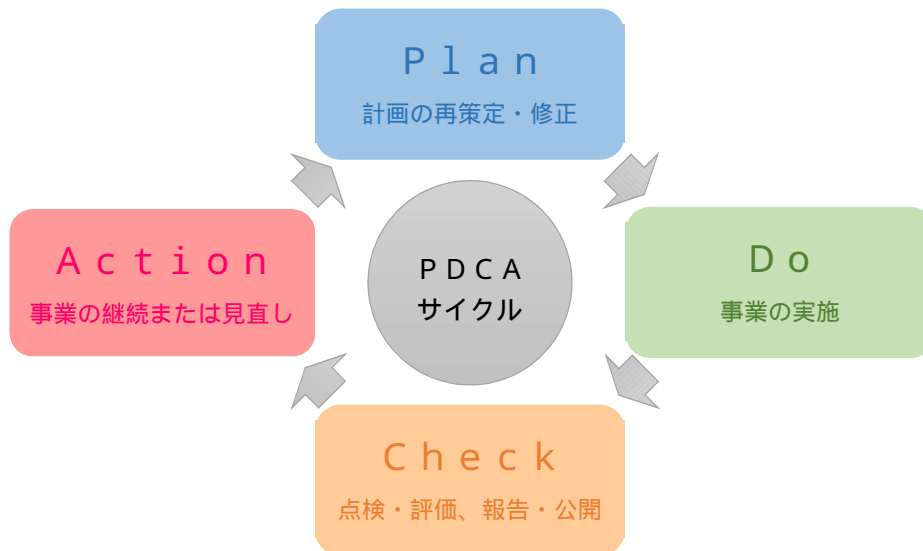 Ｐｌａｎ
計画の再策定・修正
Ａｃｔｉｏｎ
事業の継続または見直し
ＰＤＣＡ
サイクル
Ｄｏ
事業の実施
Ｃｈｅｃｋ
点検・評価、報告・公開